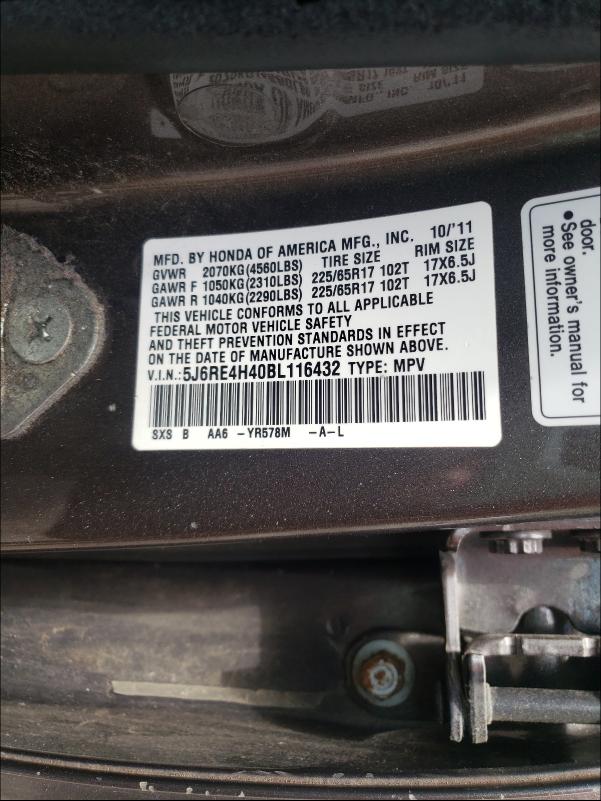 MFD. BY HONDA OF AMERICA MFG., INC. 10/'11
GVWR 2070KG(4560LBS) TIRE SIZE RIM SIZE
GAWR F 1050KG(2310LBS) 225/65R17 102T 17X6.5J
GAWR R 1040KG(2290LBS) 225/65R17 102T 17X6.5J
THIS VEHICLE CONFORMS TO ALL APPLICABLE
FEDERAL MOTOR VEHICLE SAFETY
AND THEFT PREVENTION STANDARDS IN EFFECT
ON THE DATE OF MANUFACTURE SHOWN ABOVE.
V.I.N.:5J6RE4H40BL116432 TYPE: MPV
SXS B AA6 -YR578M -A-L
door.
• See owner's manual for
more information.